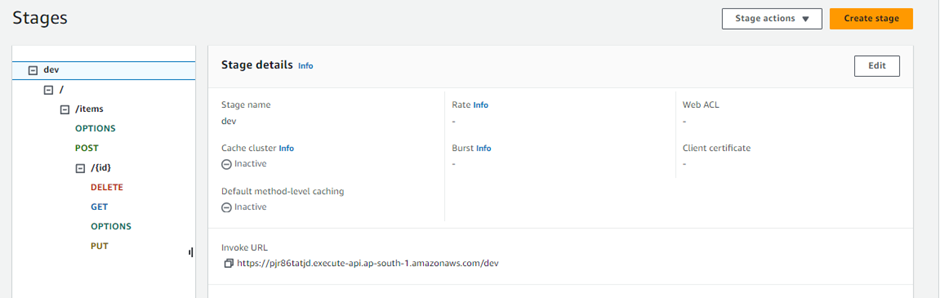 Stages
Stage actions
Create stage
dev
/
/items
OPTIONS
POST
/{id}
DELETE
GET
OPTIONS
PUT
Stage details Info
Edit
Stage name
dev
Rate Info
-
Web ACL
-
Cache cluster Info
Inactive
Burst Info
-
Client certificate
-
Default method-level caching
Inactive
Invoke URL
https://pjr86tatjd.execute-api.ap-south-1.amazonaws.com/dev